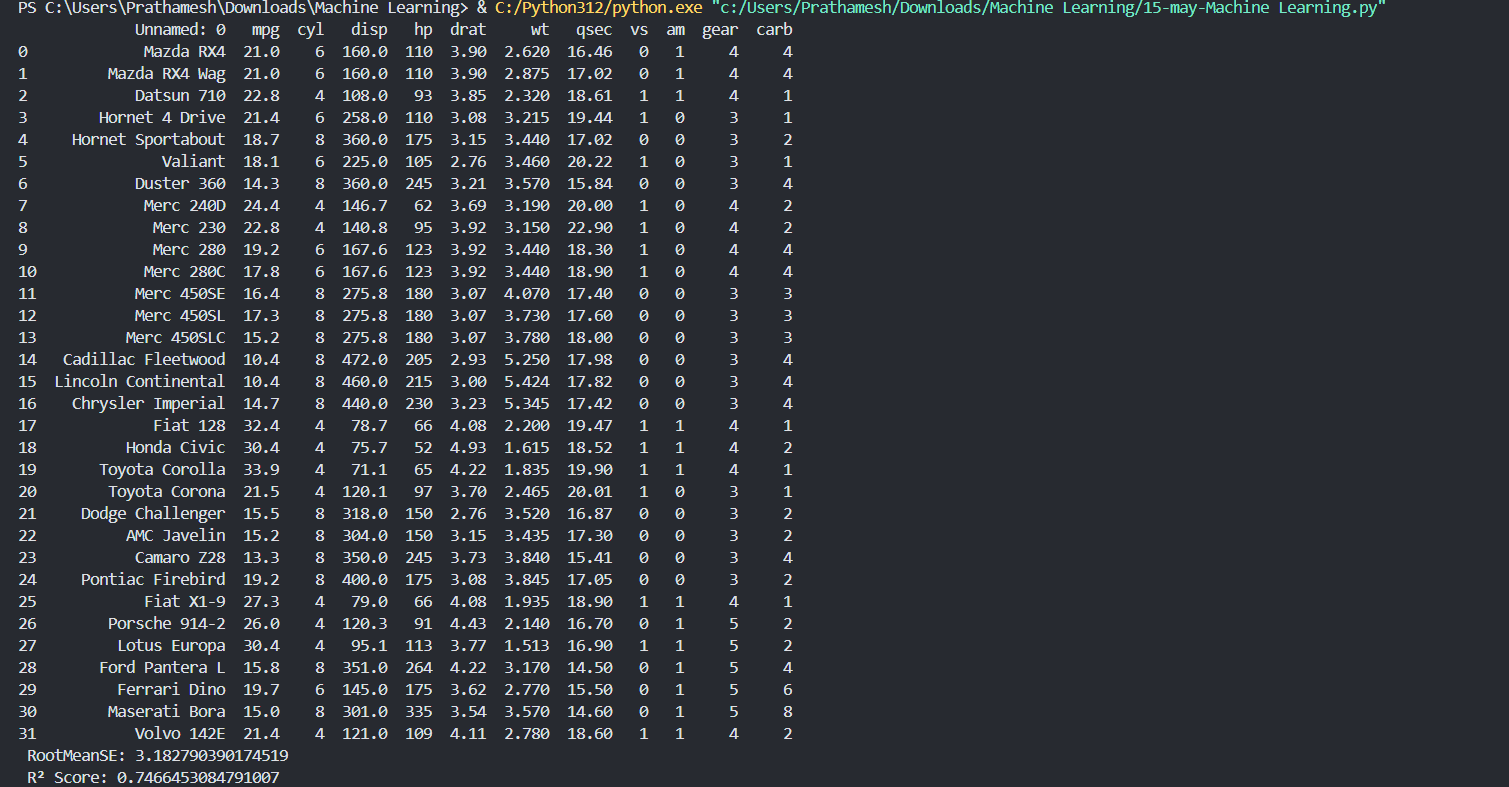 PS C:\Users\Prathamesh\Downloads\Machine Learning> & C:/Python312/python.exe "c:/Users/Prathamesh/Downloads/Machine Learning/15-may-Machine Learning.py"
Unnamed: 0 mpg cyl disp hp drat wt qsec vs am gear carb
0 Mazda RX4 21.0 6 160.0 110 3.90 2.620 16.46 0 1 4 4
1 Mazda RX4 Wag 21.0 6 160.0 110 3.90 2.875 17.02 0 1 4 4
2 Datsun 710 22.8 4 108.0 93 3.85 2.320 18.61 1 1 4 1
3 Hornet 4 Drive 21.4 6 258.0 110 3.08 3.215 19.44 1 0 3 1
4 Hornet Sportabout 18.7 8 360.0 175 3.15 3.440 17.02 0 0 3 2
5 Valiant 18.1 6 225.0 105 2.76 3.460 20.22 1 0 3 1
6 Duster 360 14.3 8 360.0 245 3.21 3.570 15.84 0 0 3 4
7 Merc 240D 24.4 4 146.7 62 3.69 3.190 20.00 1 0 4 2
8 Merc 230 22.8 4 140.8 95 3.92 3.150 22.90 1 0 4 2
9 Merc 280 19.2 6 167.6 123 3.92 3.440 18.30 1 0 4 4
10 Merc 280C 17.8 6 167.6 123 3.92 3.440 18.90 1 0 4 4
11 Merc 450SE 16.4 8 275.8 180 3.07 4.070 17.40 0 0 3 3
12 Merc 450SL 17.3 8 275.8 180 3.07 3.730 17.60 0 0 3 3
13 Merc 450SLC 15.2 8 275.8 180 3.07 3.780 18.00 0 0 3 3
14 Cadillac Fleetwood 10.4 8 472.0 205 2.93 5.250 17.98 0 0 3 4
15 Lincoln Continental 10.4 8 460.0 215 3.00 5.424 17.82 0 0 3 4
16 Chrysler Imperial 14.7 8 440.0 230 3.23 5.345 17.42 0 0 3 4
17 Fiat 128 32.4 4 78.7 66 4.08 2.200 19.47 1 1 4 1
18 Honda Civic 30.4 4 75.7 52 4.93 1.615 18.52 1 1 4 2
19 Toyota Corolla 33.9 4 71.1 65 4.22 1.835 19.90 1 1 4 1
20 Toyota Corona 21.5 4 120.1 97 3.70 2.465 20.01 1 0 3 1
21 Dodge Challenger 15.5 8 318.0 150 2.76 3.520 16.87 0 0 3 2
22 AMC Javelin 15.2 8 304.0 150 3.15 3.435 17.30 0 0 3 2
23 Camaro Z28 13.3 8 350.0 245 3.73 3.840 15.41 0 0 3 4
24 Pontiac Firebird 19.2 8 400.0 175 3.08 3.845 17.05 0 0 3 2
25 Fiat X1-9 27.3 4 79.0 66 4.08 1.935 18.90 1 1 4 1
26 Porsche 914-2 26.0 4 120.3 91 4.43 2.140 16.70 0 1 5 2
27 Lotus Europa 30.4 4 95.1 113 3.77 1.513 16.90 1 1 5 2
28 Ford Pantera L 15.8 8 351.0 264 4.22 3.170 14.50 0 1 5 4
29 Ferrari Dino 19.7 6 145.0 175 3.62 2.770 15.50 0 1 5 6
30 Maserati Bora 15.0 8 301.0 335 3.54 3.570 14.60 0 1 5 8
31 Volvo 142E 21.4 4 121.0 109 4.11 2.780 18.60 1 1 4 2
RootMeanSE: 3.182790390174519
R² Score: 0.7466453084791007